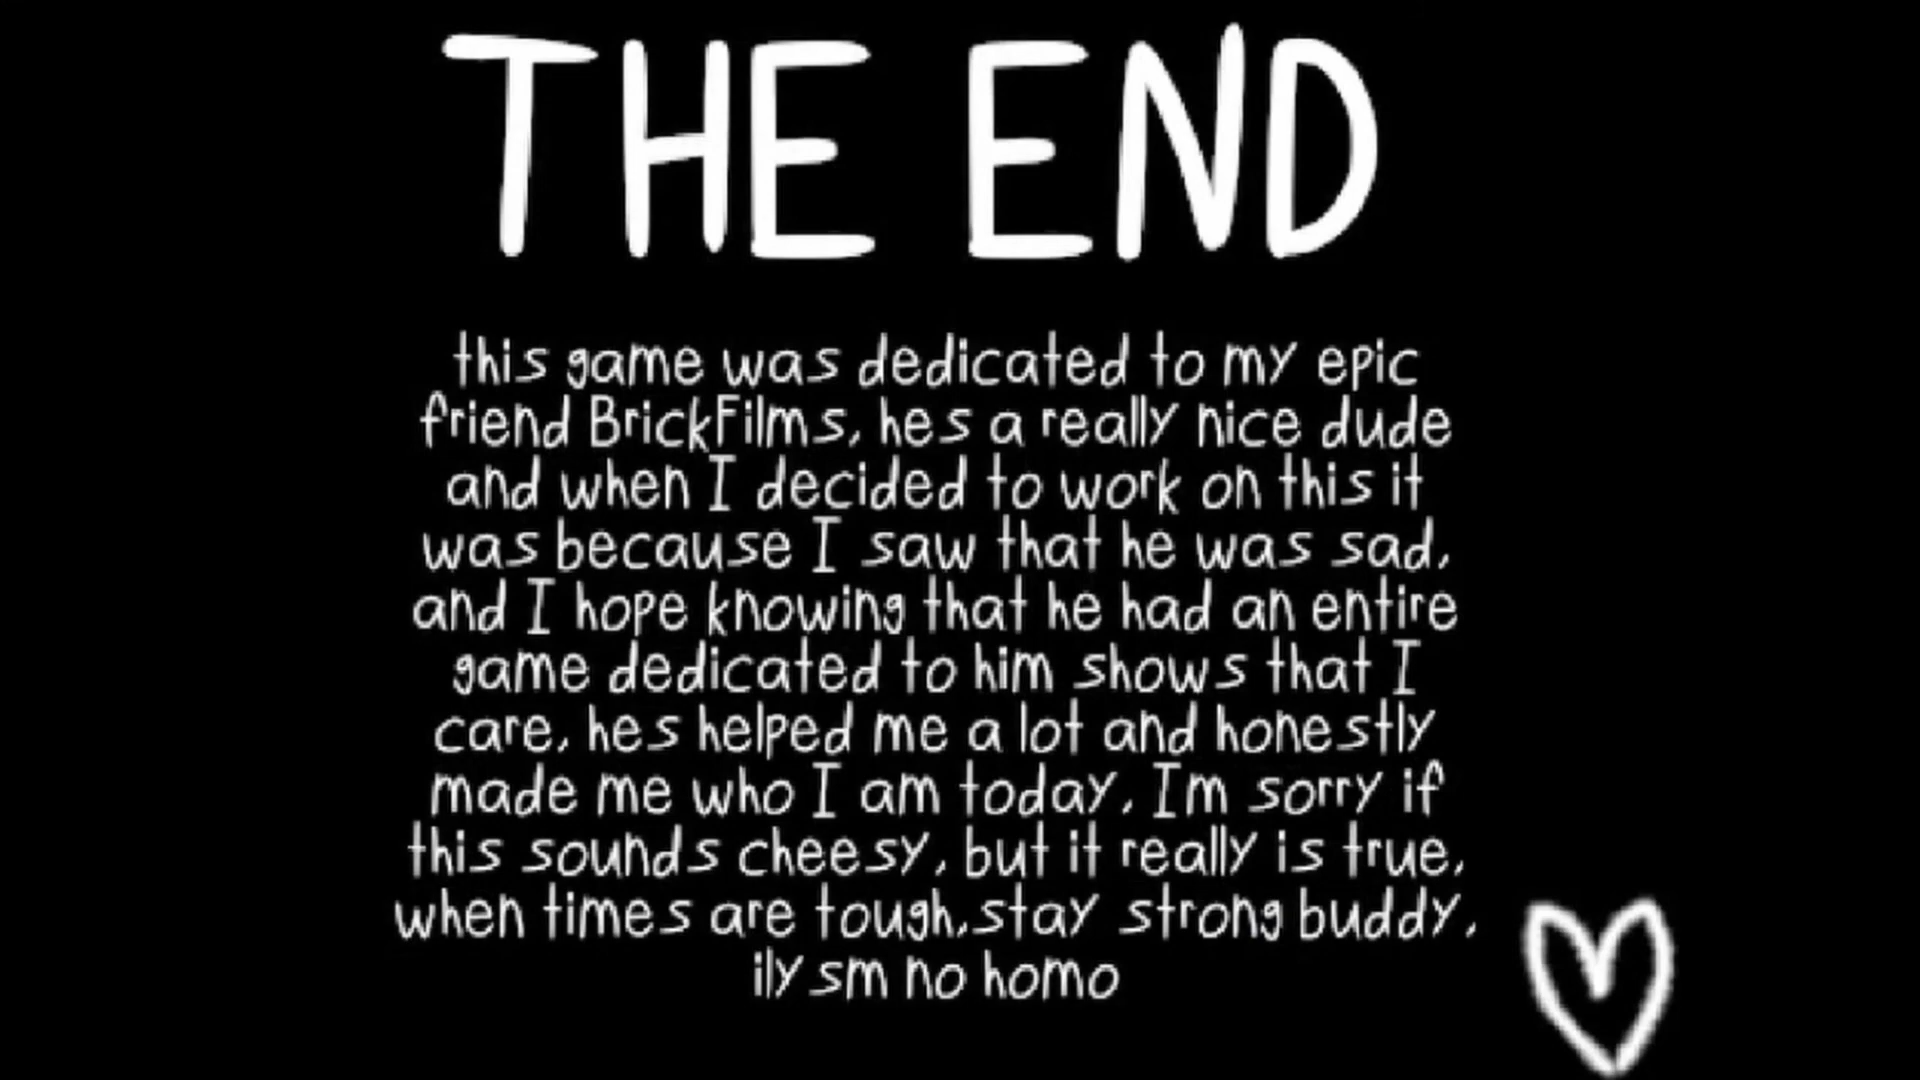 THE END
this game was dedicated to my epic
friend BrickFilms, hes a really nice dude
and when I decided to work on this it
was because I saw that he was sad,
and I hope knowing that he had an entire
game dedicated to him shows that I
care, hes helped me a lot and honestly
made me who I am today, Im sorry if
this sounds cheesy, but it really is true,
when times are tough,stay strong buddy,
ily sm no homo